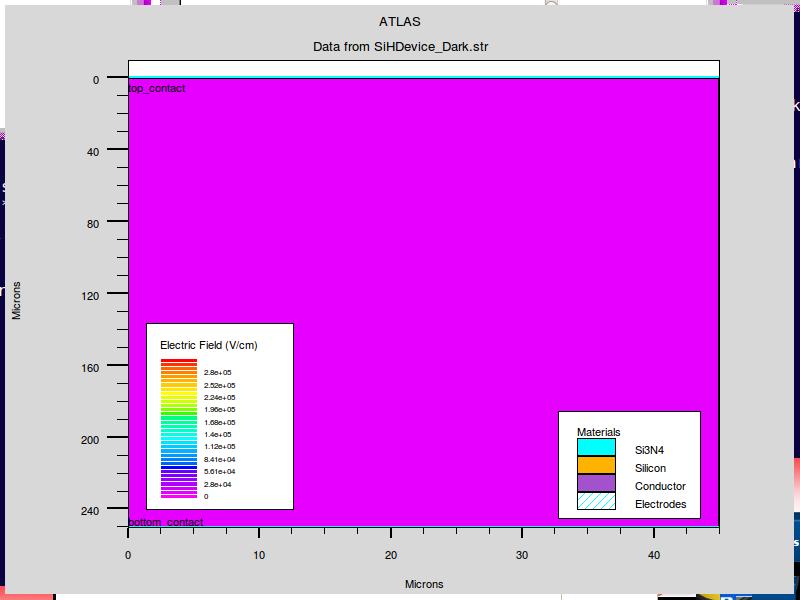 ATLAS
Data from SiHDevice_Dark.str
0
top_contact
40
80
120
160
200
240
Microns
Electric Field (V/cm)
2.8e+05
2.52e+05
2.24e+05
1.96e+05
1.68e+05
1.4e+05
1.12e+05
8.41e+04
5.61e+04
2.8e+04
0
Materials
Si3N4
Silicon
Conductor
Electrodes
bottom_contact
0 10 20 30 40
Microns